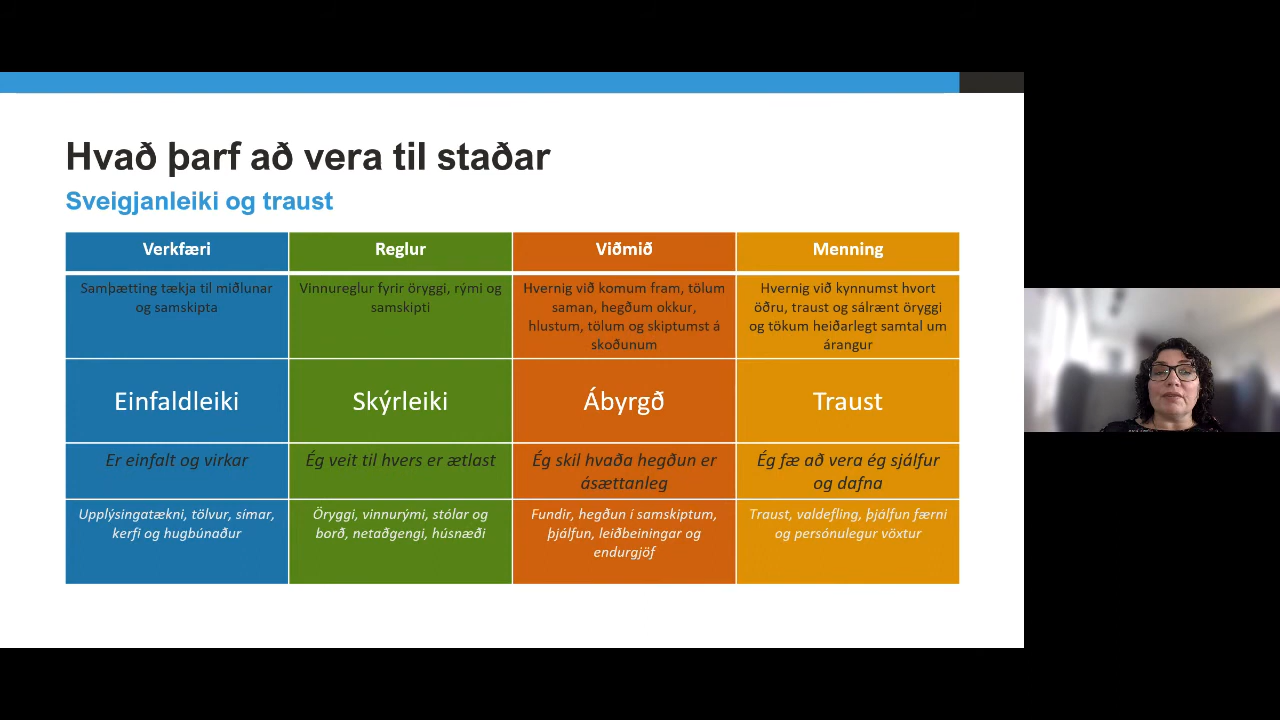 Hvað þarf að vera til staðar
Sveigjanleiki og traust
Verkfæri
Reglur
Viðmið
Menning
Samþætting tækja til miðlunar
og samskipta
Vinnureglur fyrir öryggi, rými og
samskipti
Hvernig við komum fram, tölum
saman, hegðum okkur,
hlustum, tölum og skiptumst á
skoðunum
Hvernig við kynnumst hvort
öðru, traust og sálrænt öryggi
og tökum heiðarlegt samtal um
árangur
Einfaldleiki
Skýrleiki
Ábyrgð
Traust
Er einfalt og virkar
Ég veit til hvers er ætlast
Ég skil hvaða hegðun er
ásættanleg
Ég fæ að vera ég sjálfur
og dafna
Upplýsingatækni, tölvur, símar,
kerfi og hugbúnaður
Öryggi, vinnurými, stólar og
borð, netaðgengi, húsnæði
Fundir, hegðun i samskiptum,
þjálfun, leiðbeiningar og
endurgjöf
Traust, valdefling, þjálfun færni
og persónulegur vöxtur